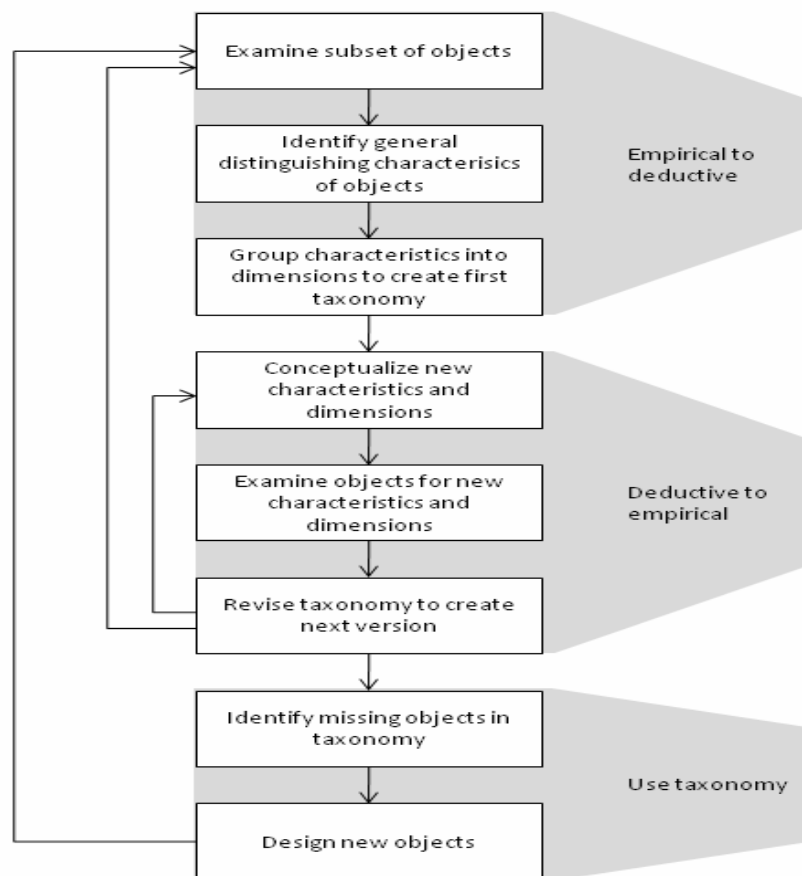 Examine subset of objects
Identify general
distinguishing characterisics
of objects
Empirical to
deductive
Group characteristics into
dimensions to create first
taxonomy
Conceptualize new
characteristics and
dimensions
Examine objects for new
characteristics and
dimensions
Deductive to
empirical
Revise taxonomy to create
next version
Identify missing objects in
taxonomy
Use taxonomy
Design new objects